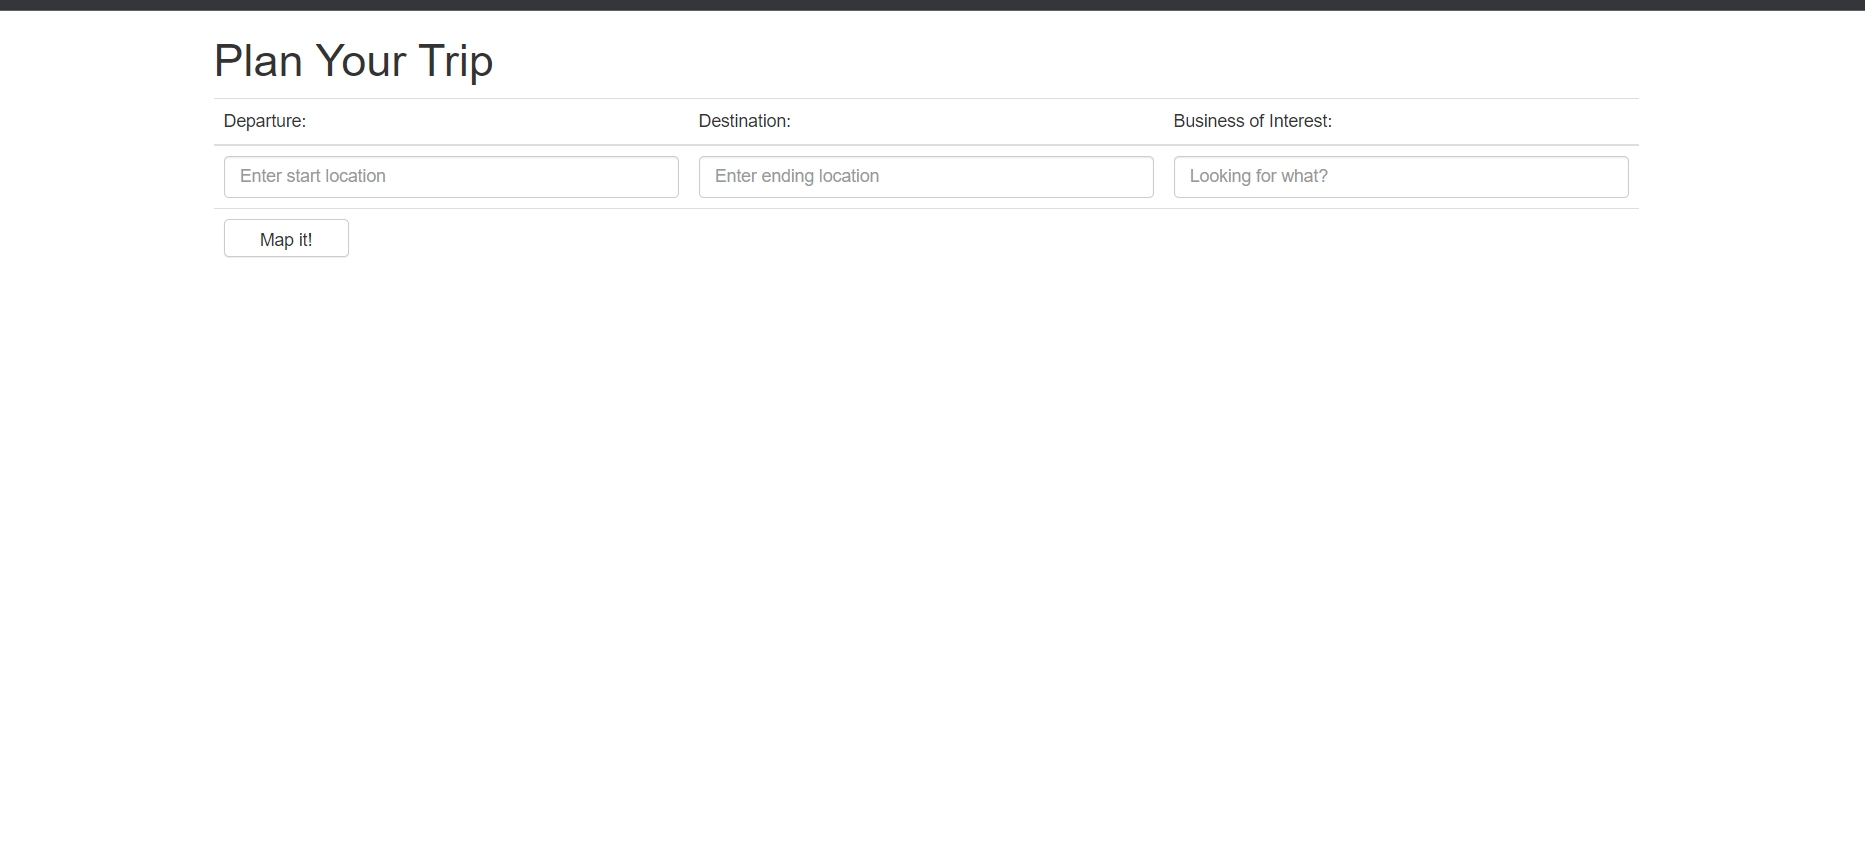 Plan Your Trip
Departure: Destination: Business of Interest:
Enter start location Enter ending location Looking for what?
Map it!